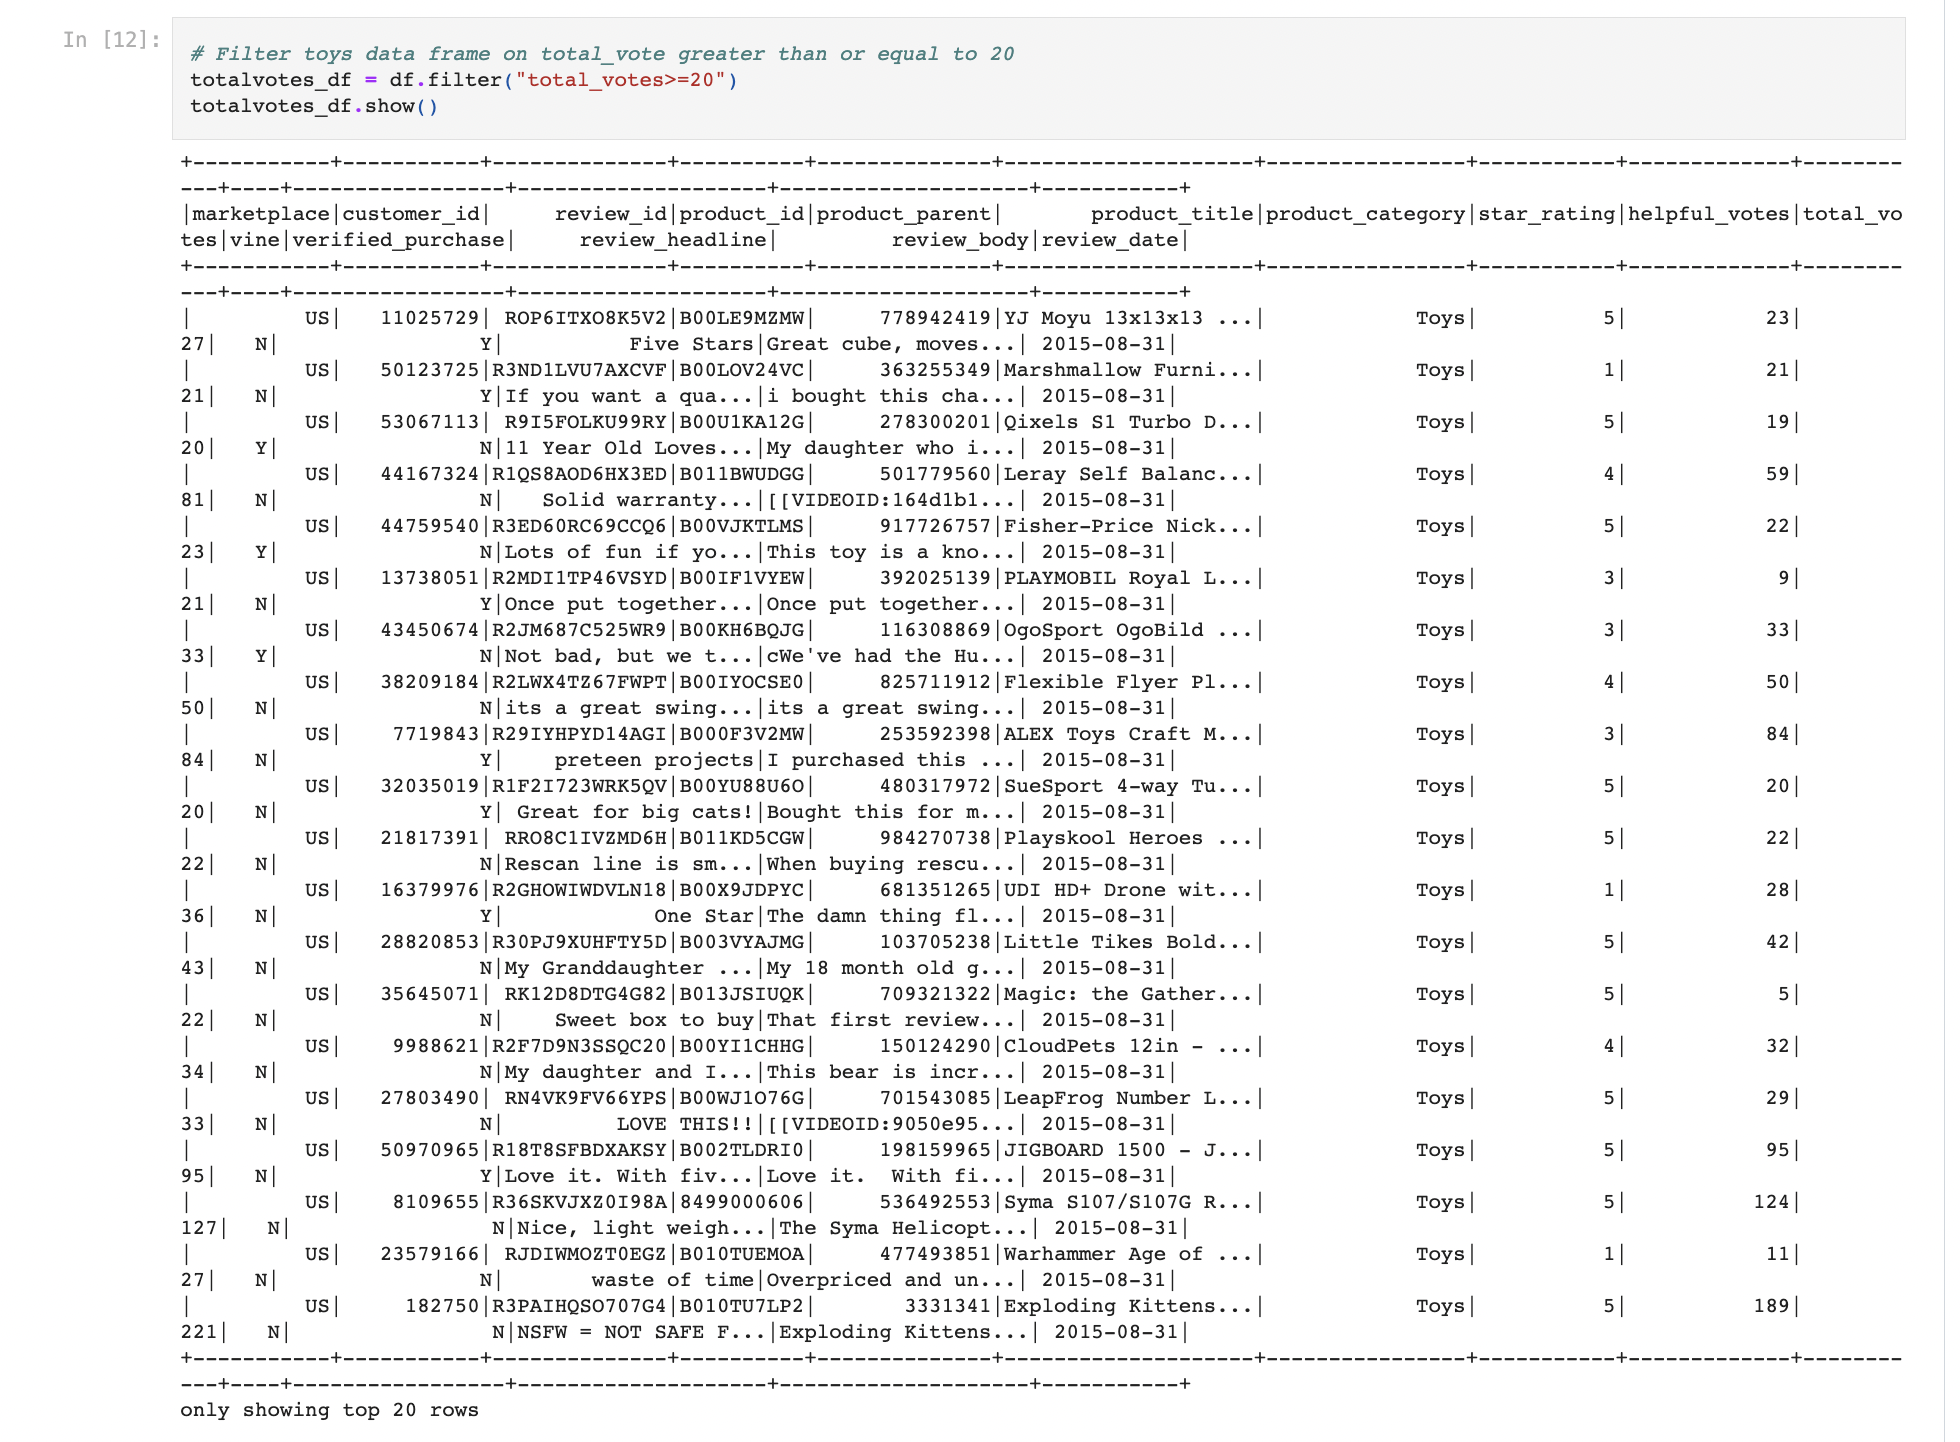 In [12]:
# Filter toys data frame on total_vote greater than or equal to 20
totalvotes_df = df.filter("total_votes>=20")
totalvotes_df.show()
+-----------+-----------+--------------+----------+--------------+--------------------+----------------+-----------+-------------+--------
---+----+-----------------+--------------------+--------------------+-----------+
|marketplace|customer_id|     review_id|product_id|product_parent|       product_title|product_category|star_rating|helpful_votes|total_vo
tes|vine|verified_purchase|     review_headline|         review_body|review_date|
+-----------+-----------+--------------+----------+--------------+--------------------+----------------+-----------+-------------+--------
---+----+-----------------+--------------------+--------------------+-----------+
|         US|   11025729| ROP6ITXO8K5V2|B00LE9MZMW|     778942419|YJ Moyu 13x13x13 ...|            Toys|          5|           23|
27|   N|                Y|          Five Stars|Great cube, moves...| 2015-08-31|
|         US|   50123725|R3ND1LVU7AXCVF|B00LOV24VC|     363255349|Marshmallow Furni...|            Toys|          1|           21|
21|   N|                Y|If you want a qua...|i bought this cha...| 2015-08-31|
|         US|   53067113| R9I5FOLKU99RY|B00U1KA12G|     278300201|Qixels S1 Turbo D...|            Toys|          5|           19|
20|   Y|                N|11 Year Old Loves...|My daughter who i...| 2015-08-31|
|         US|   44167324|R1QS8AOD6HX3ED|B011BWUDGG|     501779560|Leray Self Balanc...|            Toys|          4|           59|
81|   N|                N|   Solid warranty...|[[VIDEOID:164d1b1...| 2015-08-31|
|         US|   44759540|R3ED60RC69CCQ6|B00VJKTLMS|     917726757|Fisher-Price Nick...|            Toys|          5|           22|
23|   Y|                N|Lots of fun if yo...|This toy is a kno...| 2015-08-31|
|         US|   13738051|R2MDI1TP46VSYD|B00IF1VYEW|     392025139|PLAYMOBIL Royal L...|            Toys|          3|            9|
21|   N|                Y|Once put together...|Once put together...| 2015-08-31|
|         US|   43450674|R2JM687C525WR9|B00KH6BQJG|     116308869|OgoSport OgoBild ...|            Toys|          3|           33|
33|   Y|                N|Not bad, but we t...|cWe've had the Hu...| 2015-08-31|
|         US|   38209184|R2LWX4TZ67FWPT|B00IYOCSE0|     825711912|Flexible Flyer Pl...|            Toys|          4|           50|
50|   N|                N|its a great swing...|its a great swing...| 2015-08-31|
|         US|    7719843|R29IYHPYD14AGI|B000F3V2MW|     253592398|ALEX Toys Craft M...|            Toys|          3|           84|
84|   N|                Y|    preteen projects|I purchased this ...| 2015-08-31|
|         US|   32035019|R1F2I723WRK5QV|B00YU88U6O|     480317972|SueSport 4-way Tu...|            Toys|          5|           20|
20|   N|                Y| Great for big cats!|Bought this for m...| 2015-08-31|
|         US|   21817391| RRO8C1IVZMD6H|B011KD5CGW|     984270738|Playskool Heroes ...|            Toys|          5|           22|
22|   N|                N|Rescan line is sm...|When buying rescu...| 2015-08-31|
|         US|   16379976|R2GHOWIWDVLN18|B00X9JDPYC|     681351265|UDI HD+ Drone wit...|            Toys|          1|           28|
36|   N|                Y|            One Star|The damn thing fl...| 2015-08-31|
|         US|   28820853|R30PJ9XUHFTY5D|B003VYAJMG|     103705238|Little Tikes Bold...|            Toys|          5|           42|
43|   N|                N|My Granddaughter ...|My 18 month old g...| 2015-08-31|
|         US|   35645071| RK12D8DTG4G82|B013JSIUQK|     709321322|Magic: the Gather...|            Toys|          5|            5|
22|   N|                N|    Sweet box to buy|That first review...| 2015-08-31|
|         US|    9988621|R2F7D9N3SSQC20|B00YI1CHHG|     150124290|CloudPets 12in - ...|            Toys|          4|           32|
34|   N|                N|My daughter and I...|This bear is incr...| 2015-08-31|
|         US|   27803490| RN4VK9FV66YPS|B00WJ1O76G|     701543085|LeapFrog Number L...|            Toys|          5|           29|
33|   N|                N|         LOVE THIS!!|[[VIDEOID:9050e95...| 2015-08-31|
|         US|   50970965|R18T8SFBDXAKSY|B002TLDRI0|     198159965|JIGBOARD 1500 - J...|            Toys|          5|           95|
95|   N|                Y|Love it. With fiv...|Love it.  With fi...| 2015-08-31|
|         US|    8109655|R36SKVJXZ0I98A|8499000606|     536492553|Syma S107/S107G R...|            Toys|          5|          124|
127|   N|                N|Nice, light weigh...|The Syma Helicopt...| 2015-08-31|
|         US|   23579166| RJDIWMOZT0EGZ|B010TUEMOA|     477493851|Warhammer Age of ...|            Toys|          1|           11|
27|   N|                N|       waste of time|Overpriced and un...| 2015-08-31|
|         US|     182750|R3PAIHQSO707G4|B010TU7LP2|       3331341|Exploding Kittens...|            Toys|          5|          189|
221|   N|                N|NSFW = NOT SAFE F...|Exploding Kittens...| 2015-08-31|
+-----------+-----------+--------------+----------+--------------+--------------------+----------------+-----------+-------------+--------
---+----+-----------------+--------------------+--------------------+-----------+
only showing top 20 rows